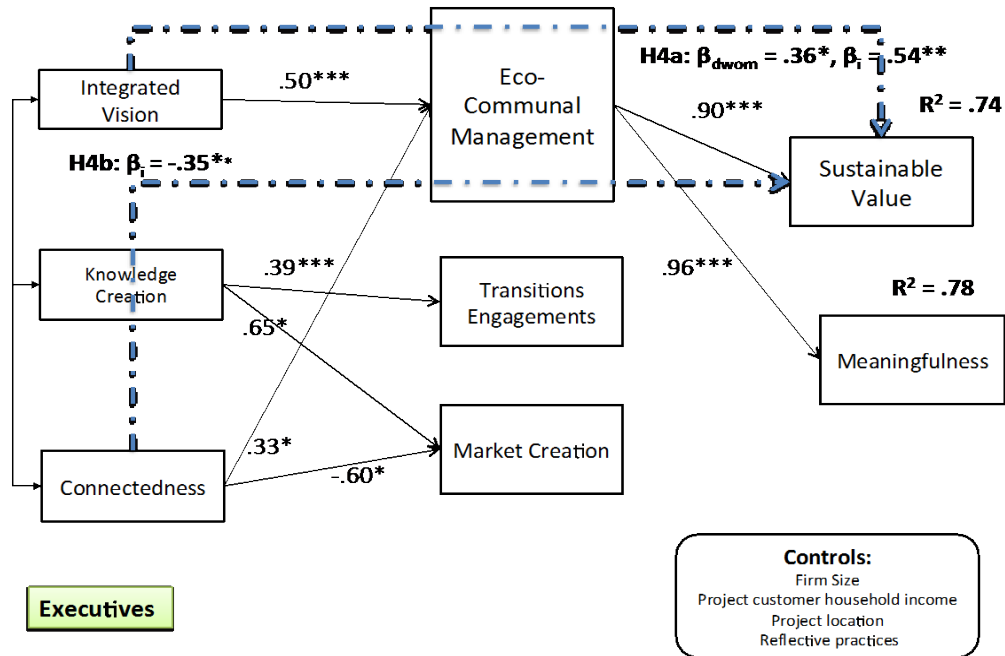 H4a: βdwom = .36*, βi = .54**
Integrated
Vision
.50***
Eco-
Communal
Management
.90***
R² = .74
H4b: βi = -.35**
Sustainable
Value
Knowledge
Creation
.39***
Transitions
Engagements
.96***
R² = .78
.65*
Meaningfulness
Connectedness
.33*
-.60*
Market Creation
Executives
Controls:
Firm Size
Project customer household income
Project location
Reflective practices